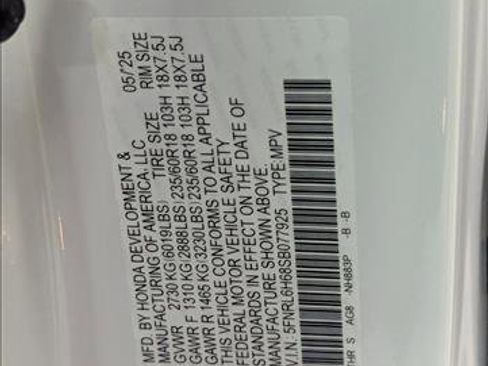 MFD. BY HONDA DEVELOPMENT & 05/25
MANUFACTURING OF AMERICA, LLC
TIRE SIZE RIM SIZE
GVWR 2730 KG(6019LBS)
GAWR F 1310 KG(2888LBS) 235/60R18 103H 18X7.5J
GAWR R 1465 KG(3230LBS) 235/60R18 103H 18X7.5J
THIS VEHICLE CONFORMS TO ALL APPLICABLE
FEDERAL MOTOR VEHICLE SAFETY
STANDARDS IN EFFECT ON THE DATE OF
MANUFACTURE SHOWN ABOVE.
V.I.N.: 5FNRL6H68SB077925 TYPE:MPV
THR S AG8 NH883P -B -B